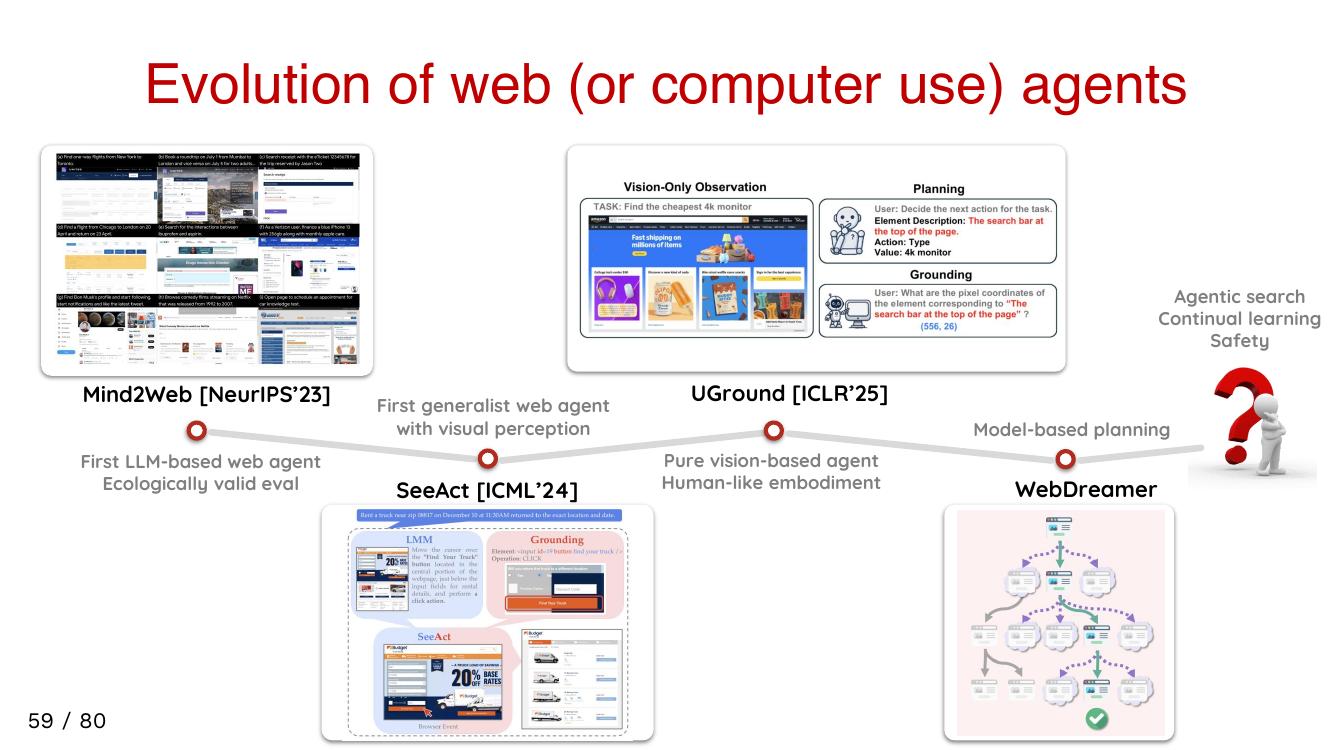 Evolution of web (or computer use) agents
(a) Find one-way flights from New York to
Toronto.
(b) Book a roundtrip on July 1 from Mumbai to
London and vice versa on July 5 for two adults.
(c) Search receipt with the eTicket 12345678 for
the trip reserved by Jason Two
(d) Find a flight from Chicago to London on 20
April and return on 23 April.
(e) Search for the interactions between
ibuprofen and aspirin.
(f) As a Verizon user, finance a blue iPhone 13
with 256gb along with monthly apple care.
(g) Find Elon Musk's profile and start following,
start notifications and like the latest tweet.
(h) Browse comedy films streaming on Netflix
that was released from 1992 to 2007.
(i) Open page to schedule an appointment for
car knowledge test.
Mind2Web [NeurIPS'23]
First LLM-based web agent
Ecologically valid eval
First generalist web agent
with visual perception
SeeAct [ICML'24]
Rent a truck near zip 08817 on December 10 at 11:30AM returned to the exact location and date.
LMM
Move the cursor over
the "Find Your Truck"
button located in the
central portion of the
webpage, just below the
input fields for rental
details, and perform a
click action.
Grounding
Element: <input id=19 button find your truck />
Operation: CLICK
Find Your Truck
SeeAct
Budget
A TRUCK LOAD OF SAVINGS
20% OFF BASE RATES
Browser Event
Budget
Vision-Only Observation
TASK: Find the cheapest 4k monitor
amazon
Fast shipping on
millions of items
Planning
User: Decide the next action for the task.
Element Description: The search bar at
the top of the page.
Action: Type
Value: 4k monitor
Grounding
User: What are the pixel coordinates of
the element corresponding to "The
search bar at the top of the page" ?
(556, 26)
UGround [ICLR'25]
Pure vision-based agent
Human-like embodiment
Model-based planning
WebDreamer
Agentic search
Continual learning
Safety
59 / 80